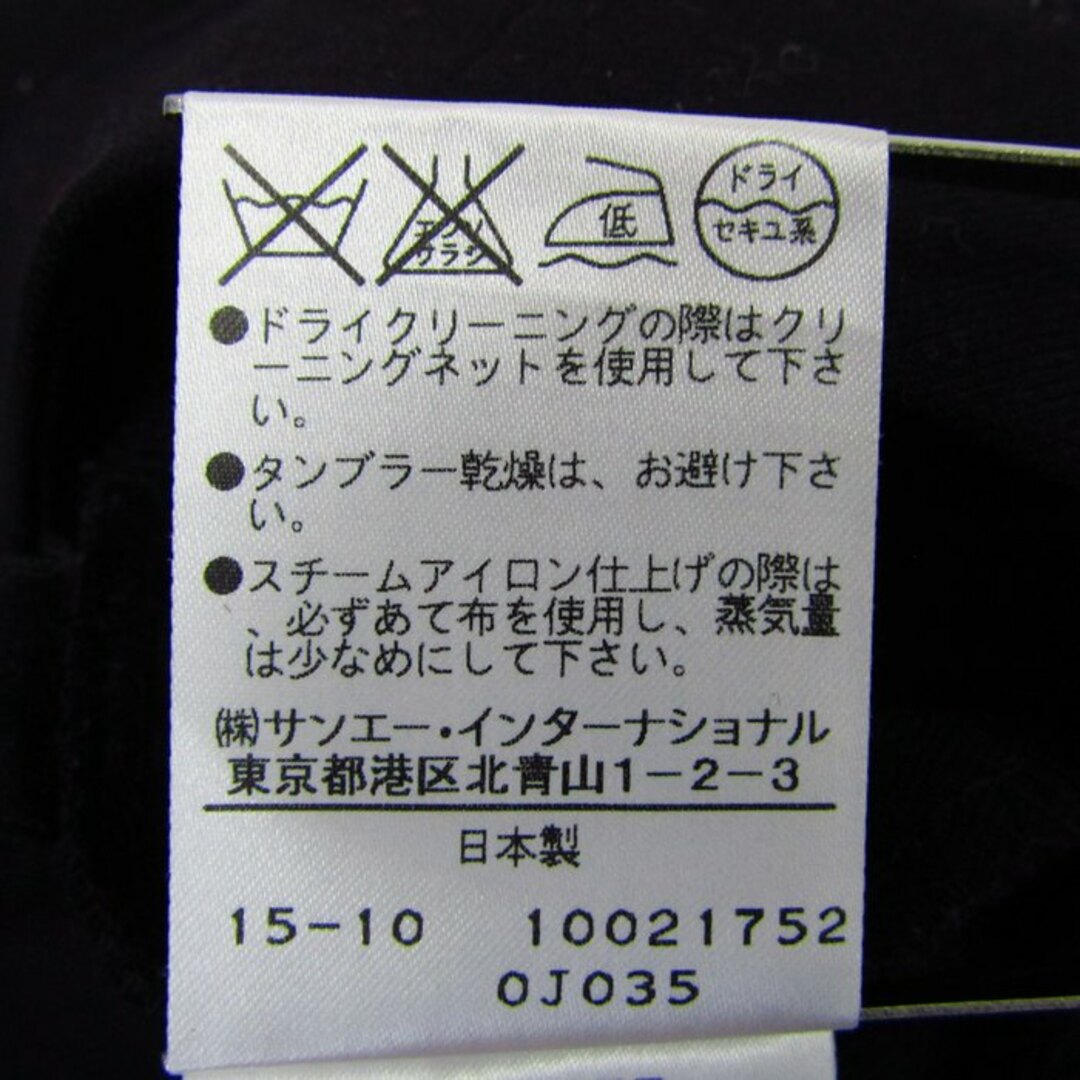 エンソ
サラシ
低
ドライ
セキユ系
●ドライクリーニングの際はクリ
ーニングネットを使用して下さ
い。
●タンブラー乾燥は、お避け下さ
い。
●スチームアイロン仕上げの際は
、必ずあて布を使用し、蒸気量
は少なめにして下さい。
㈱サンエー・インターナショナル
東京都港区北青山1-2-3
日本製
15-10 10021752
0J035